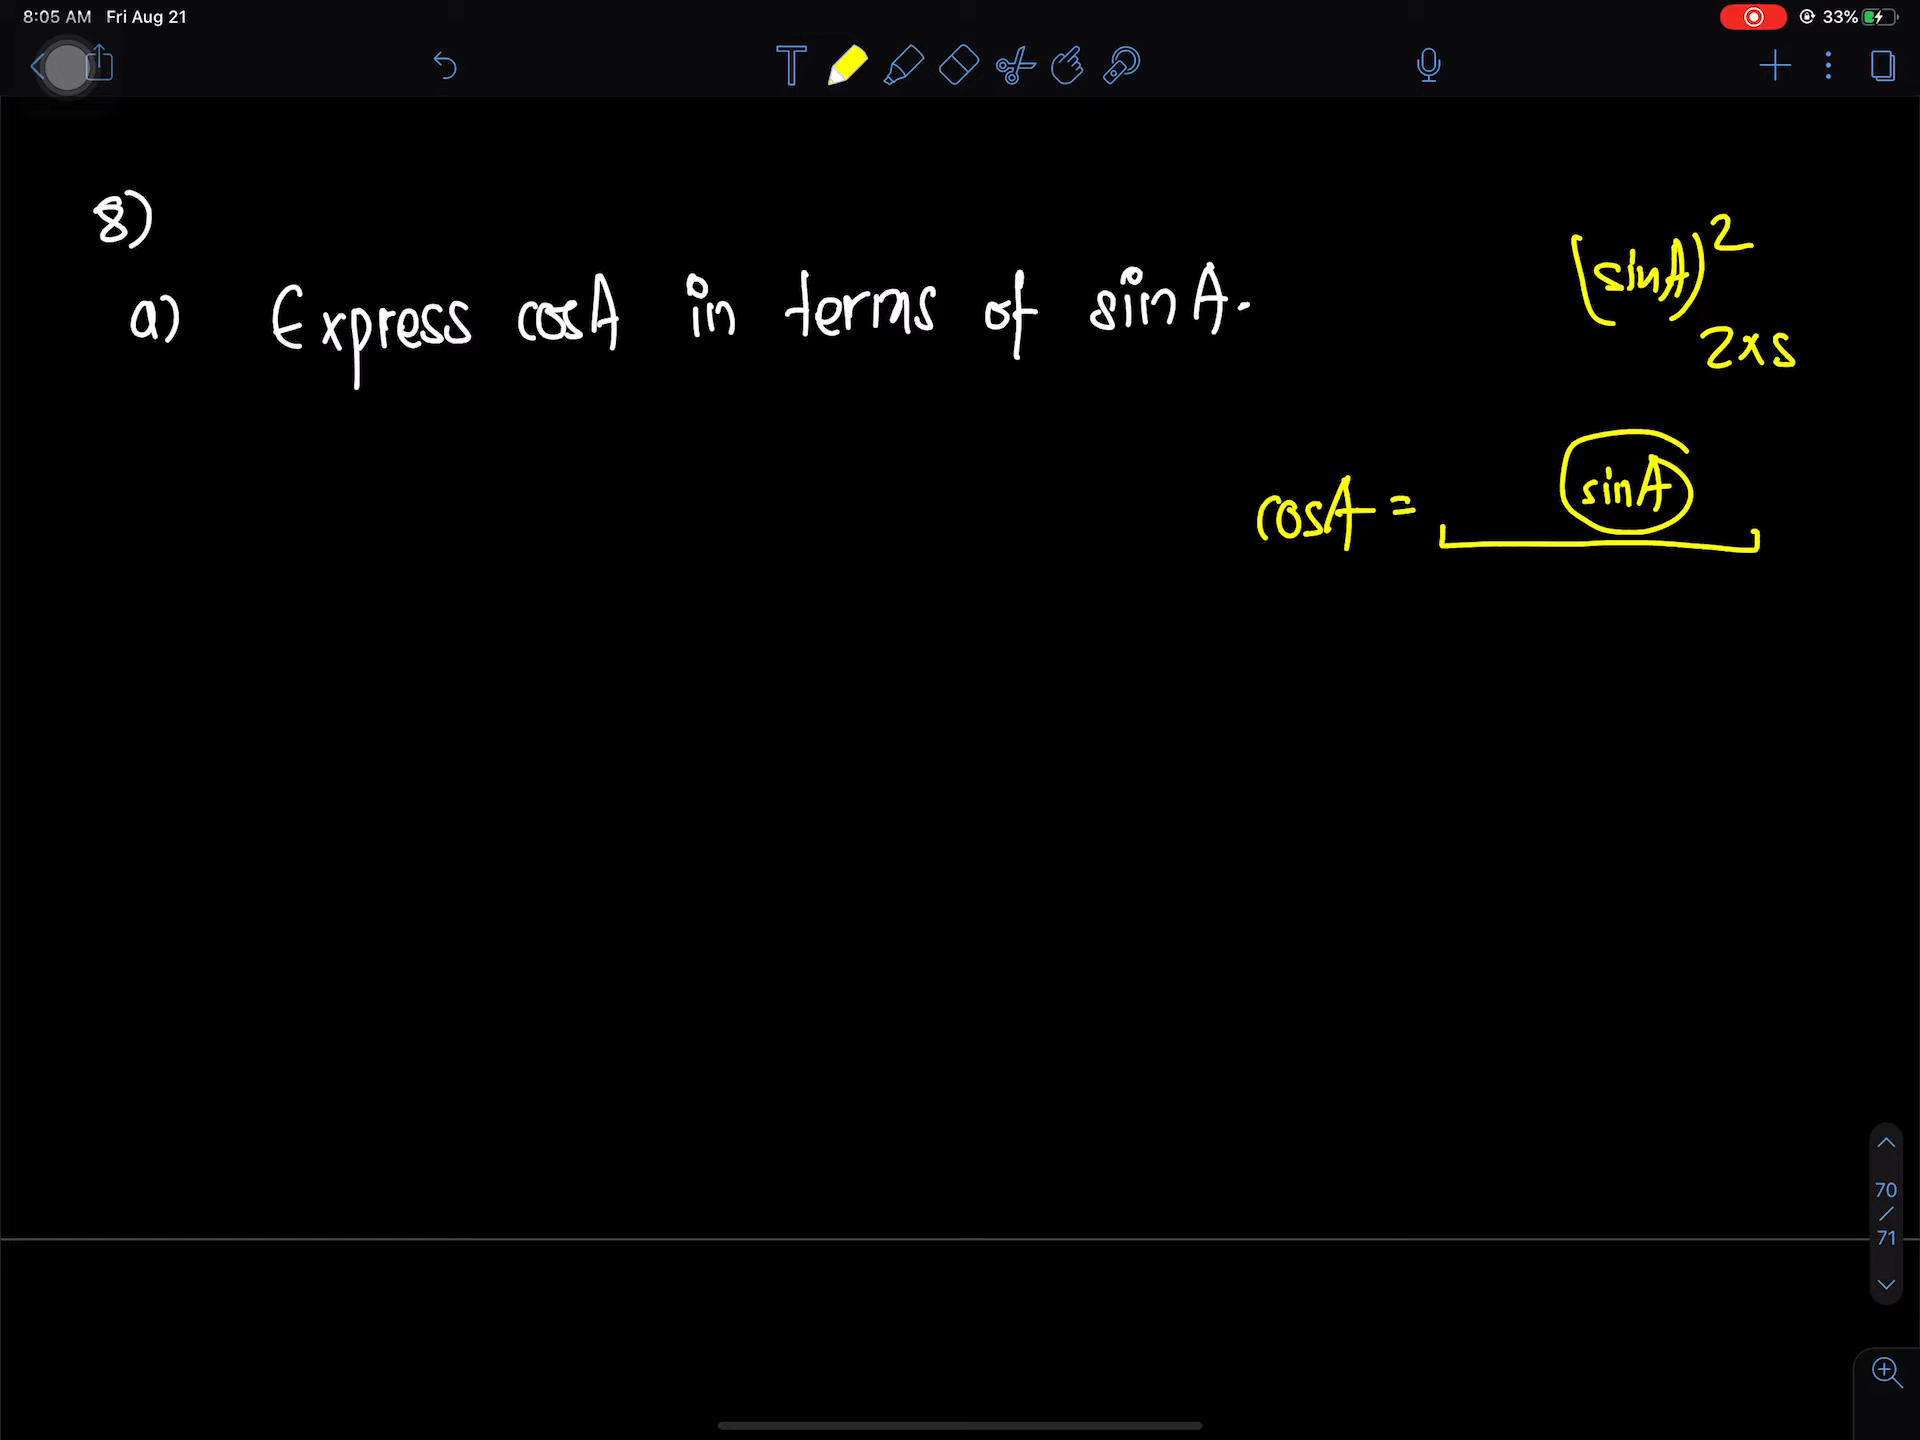 8:05 AM Fri Aug 21
33%
8)
a) Express cosA in terms of sinA.
(sinA)²
2xs
cosA = sinA
70
/
71